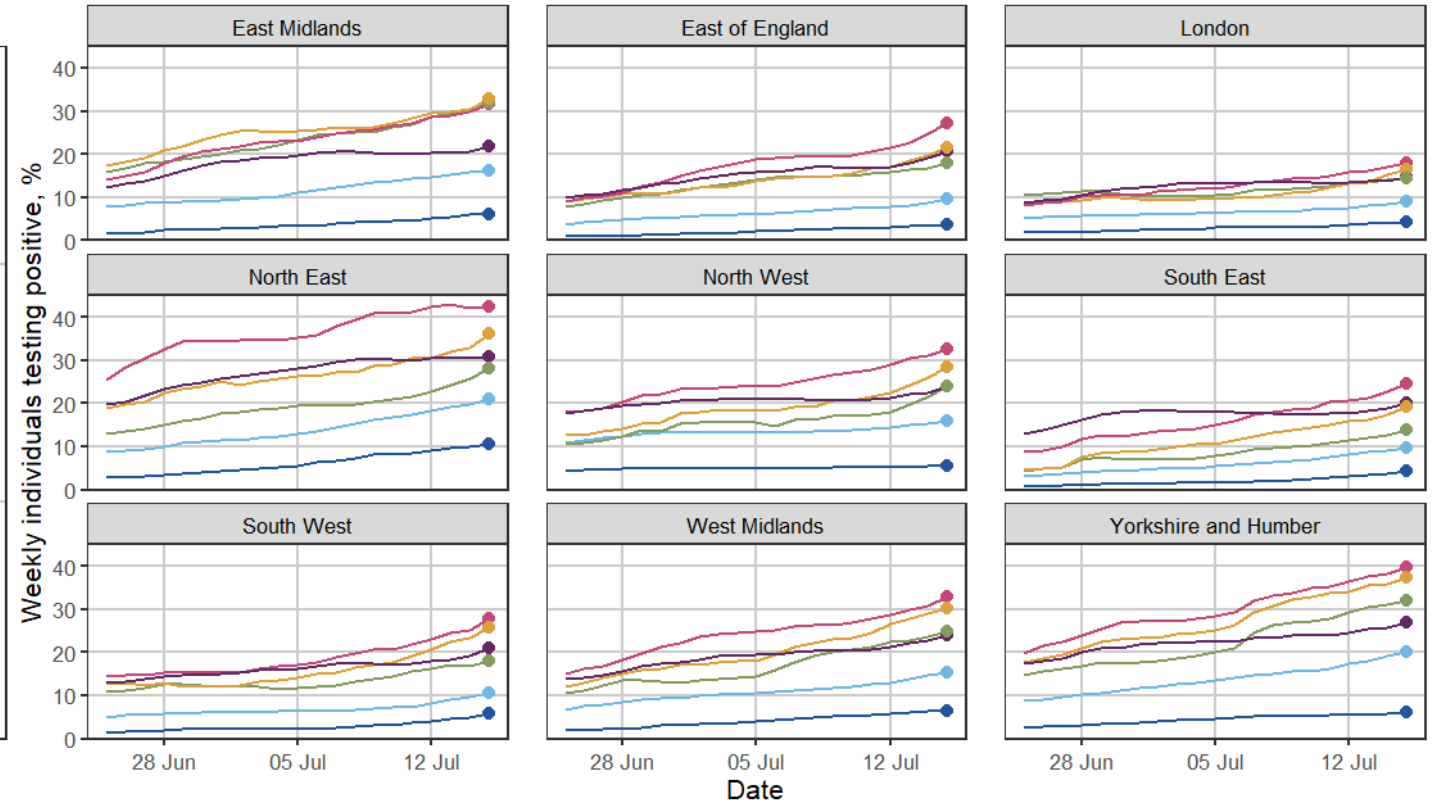 East Midlands East of England London
40
30
20
10
0
North East North West South East
40
30
20
10
0
South West West Midlands Yorkshire and Humber
40
30
20
10
0
28 Jun 05 Jul 12 Jul 28 Jun 05 Jul 12 Jul 28 Jun 05 Jul 12 Jul
Date
Weekly individuals testing positive, %